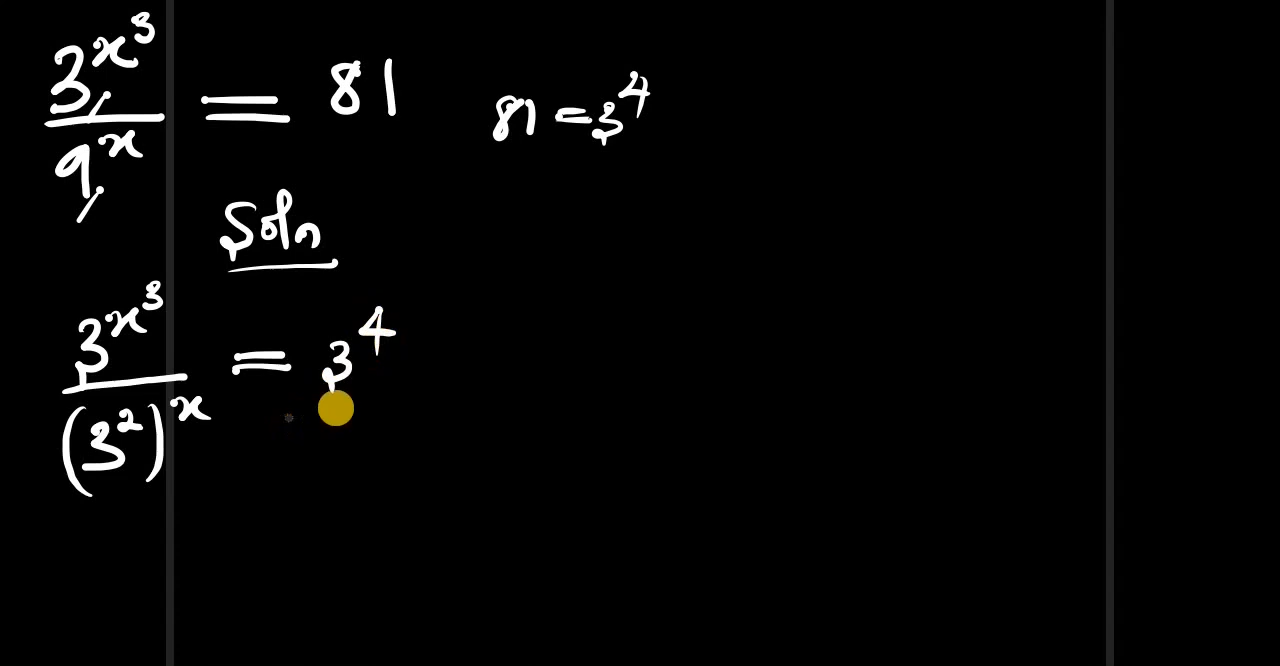 3^{x^3}/9^x = 81
81 = 3^4
Soln
3^{x^3}/(3^2)^x = 3^4